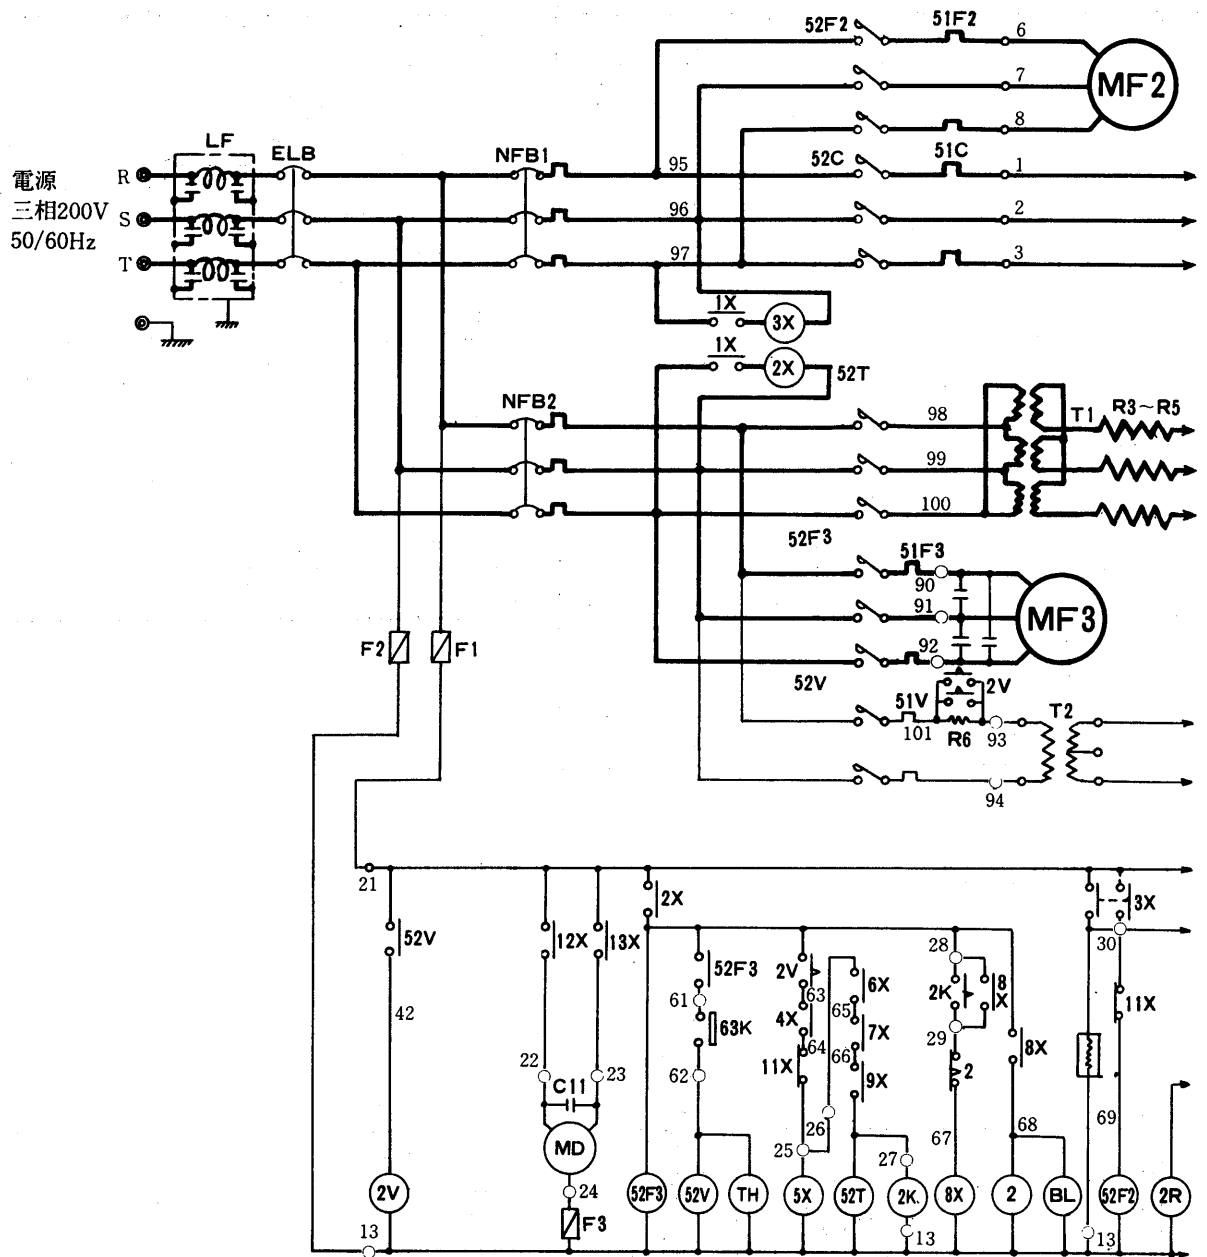 52F2
51F2
6
7
8
MF2
LF
ELB
NFB1
95
52C
51C
1
電源
三相200V
50/60Hz
R
S
T
96
2
97
3
1X
3X
1X
2X
52T
NFB2
98
T1
R3～R5
99
100
52F3
51F3
90
91
92
MF3
F2
F1
52V
51V
2V
T2
101
R6
93
94
21
2X
3X
52V
12X
13X
28
30
52F3
2V
6X
61
63
2K
8X
11X
42
4X
65
7X
63K
64
66
29
8X
11X
9X
2
22
23
62
C11
26
69
MD
25
27
67
68
2V
24
52F3
52V
TH
5X
52T
2K.
8X
2
BL
52F2
2R
F3
13
13
13